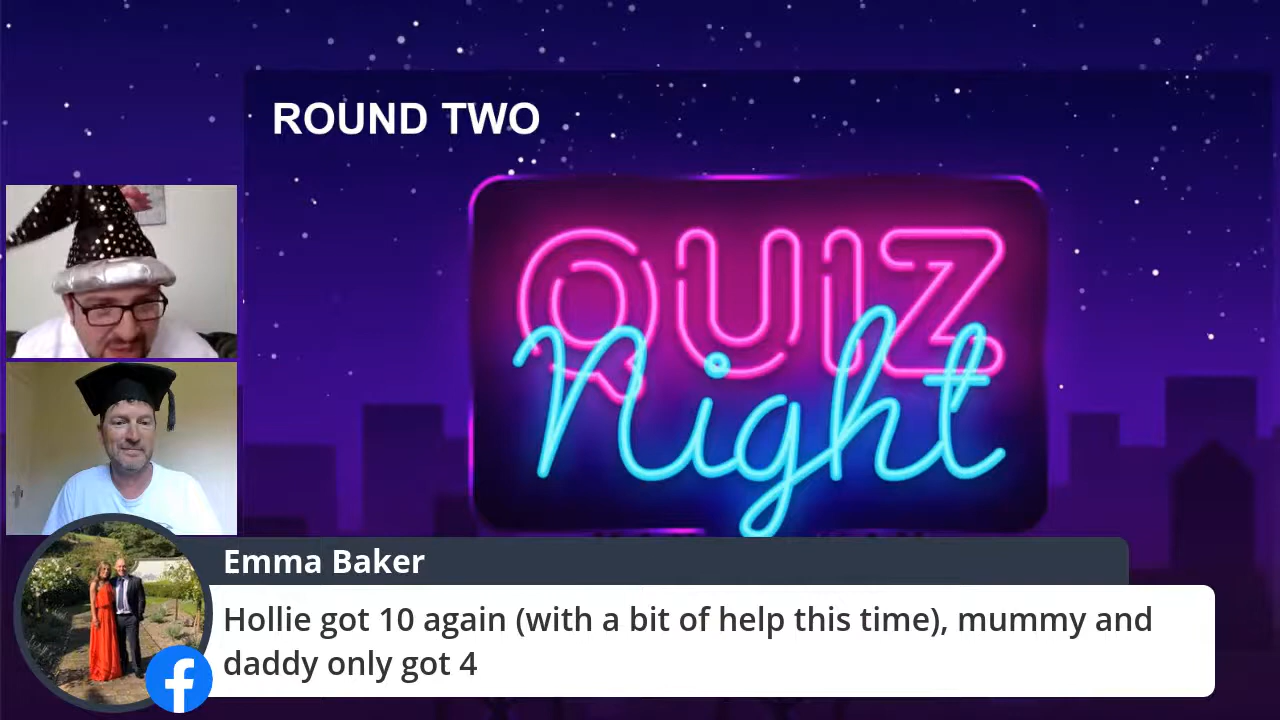 ROUND TWO
QUIZ
Night
Emma Baker
Hollie got 10 again (with a bit of help this time), mummy and
daddy only got 4